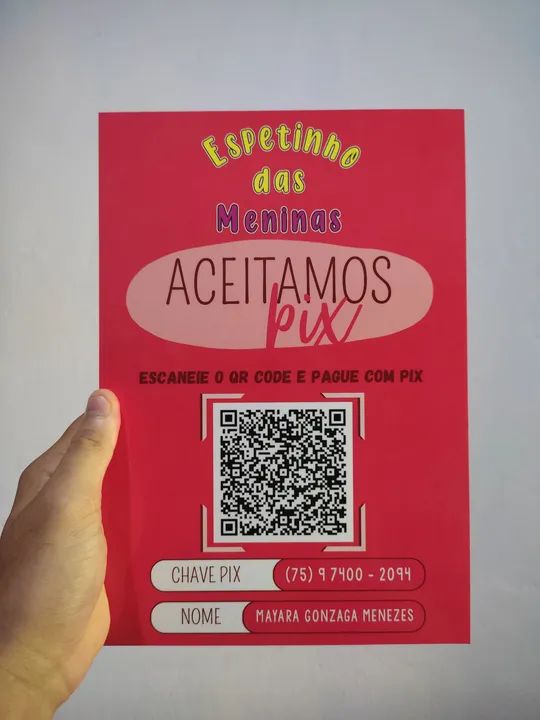 Espetinho
das
Meninas
ACEITAMOS
pix
ESCANEIE O QR CODE E PAGUE COM PIX
CHAVE PIX (75) 9 7400 - 2094
NOME MAYARA GONZAGA MENEZES